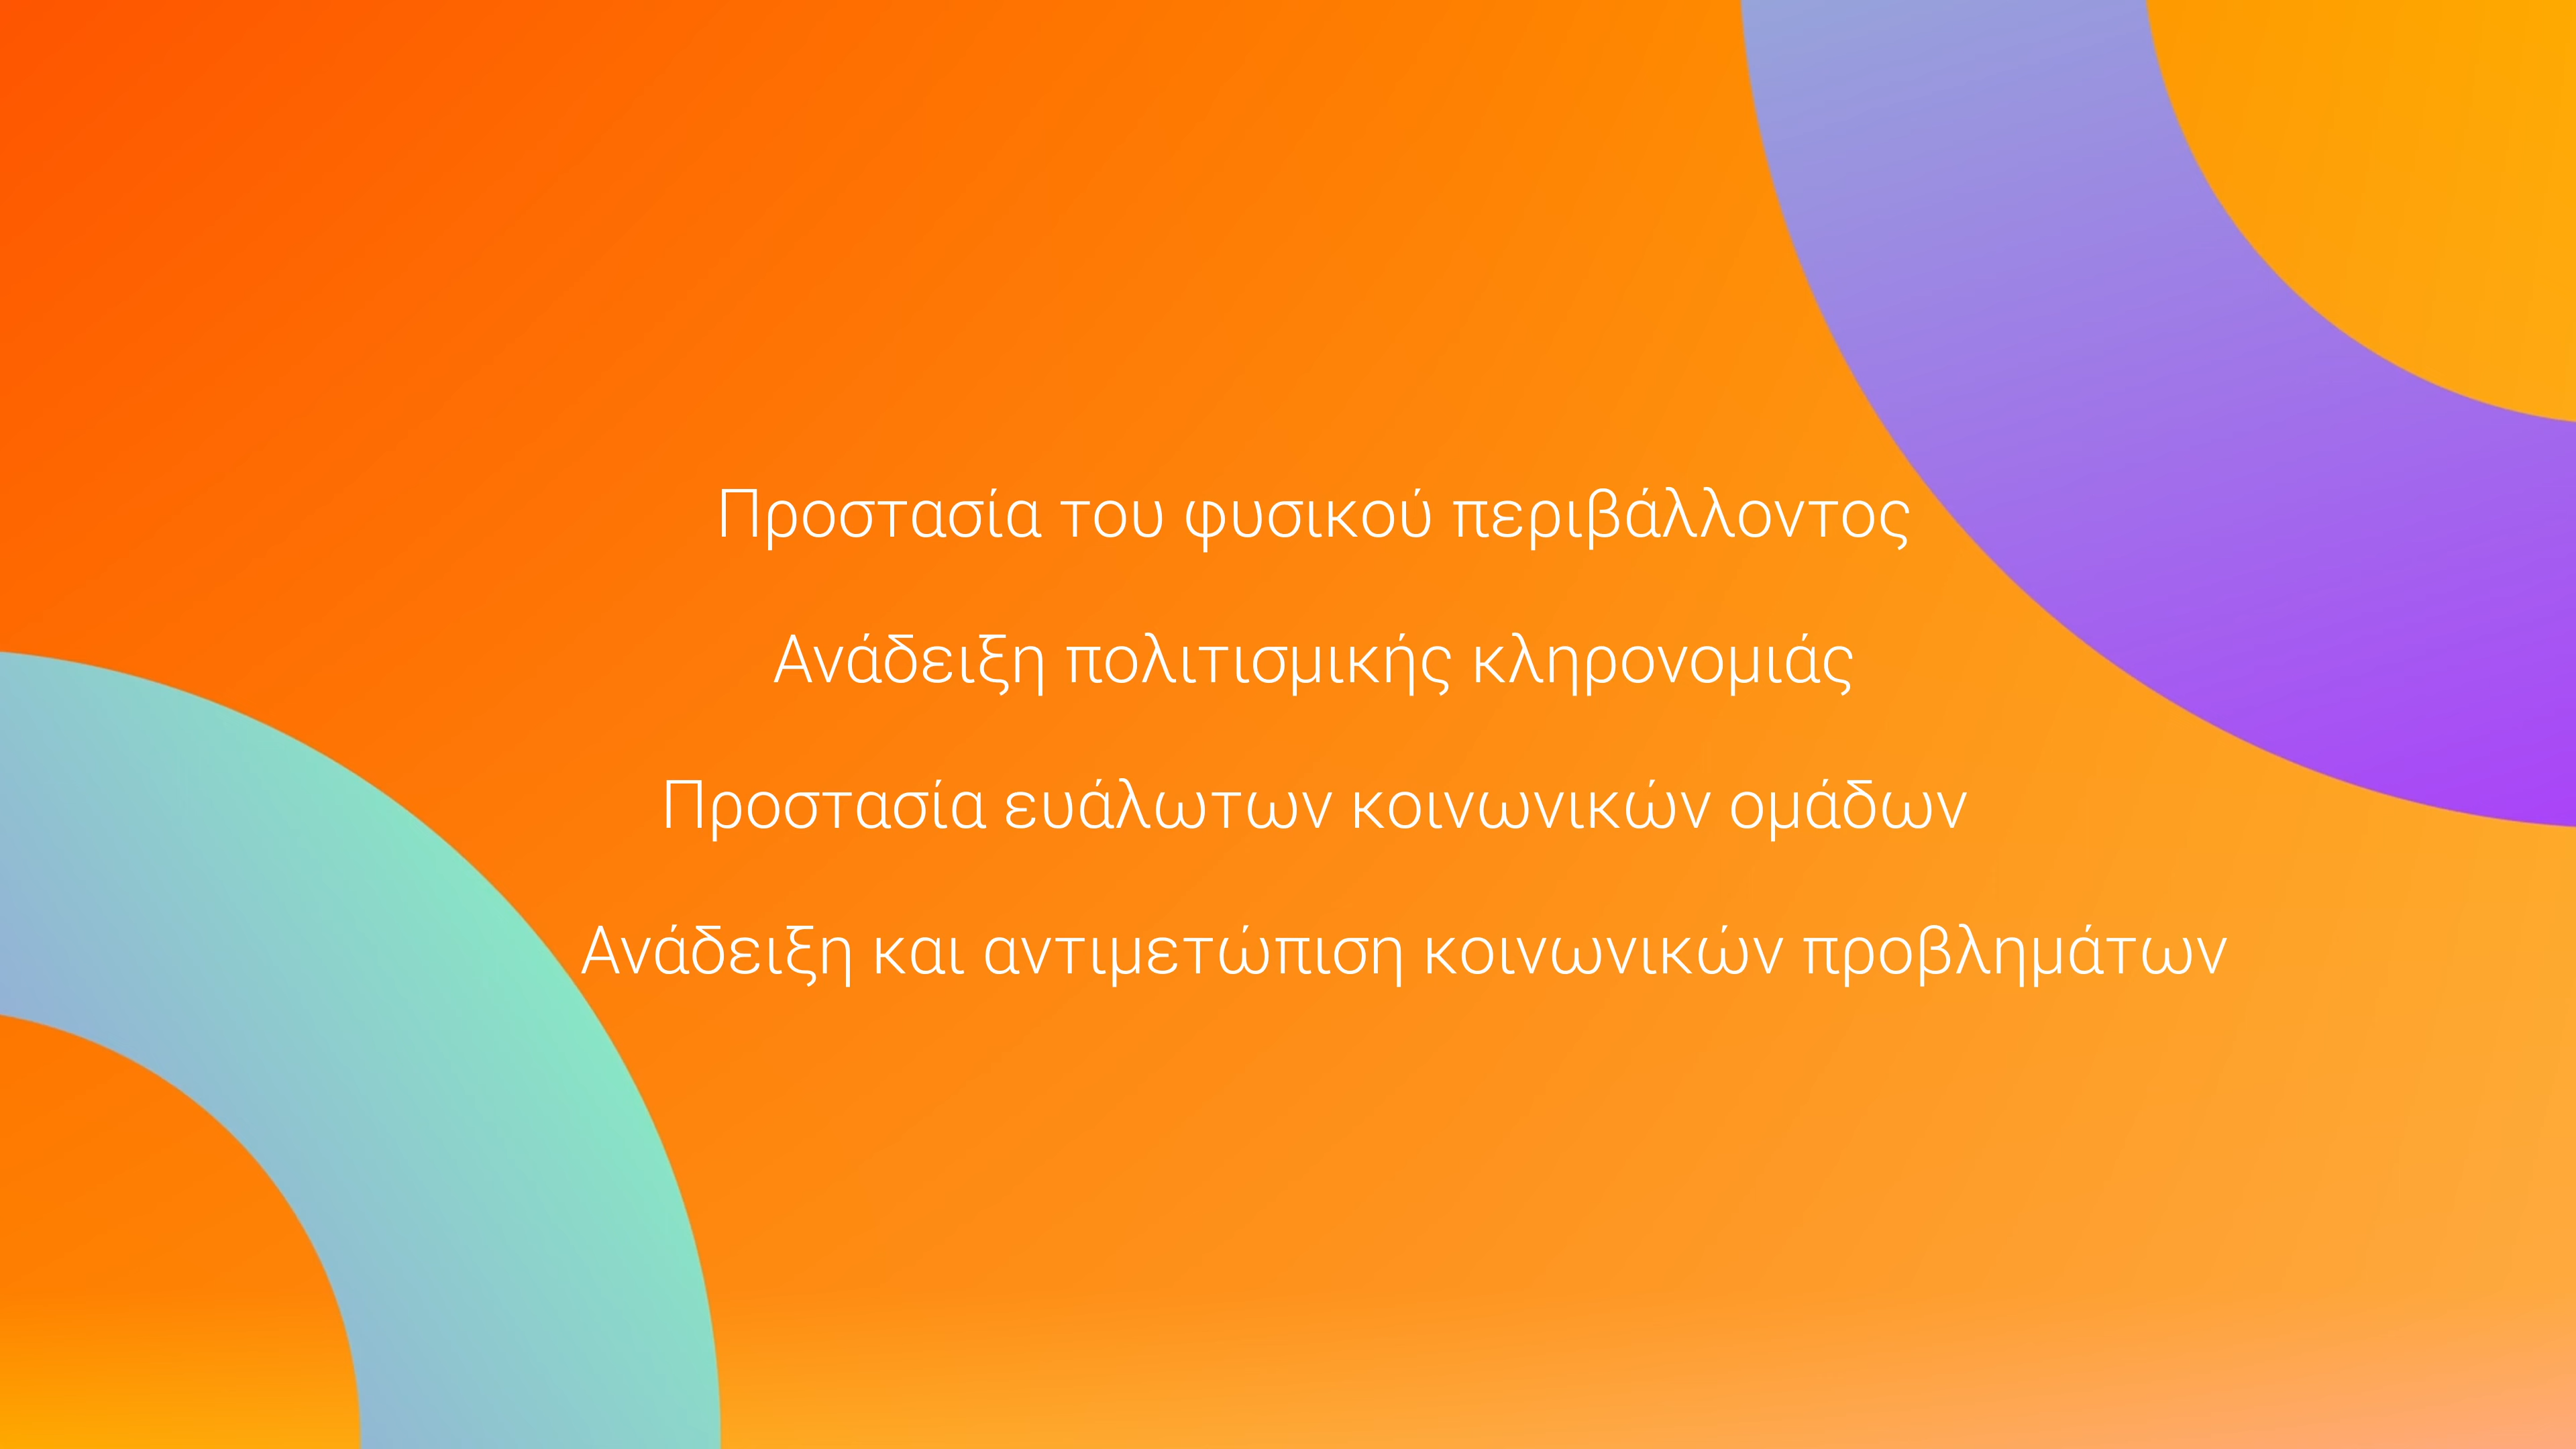 Προστασία του φυσικού περιβάλλοντος
Ανάδειξη πολιτισμικής κληρονομιάς
Προστασία ευάλωτων κοινωνικών ομάδων
Ανάδειξη και αντιμετώπιση κοινωνικών προβλημάτων